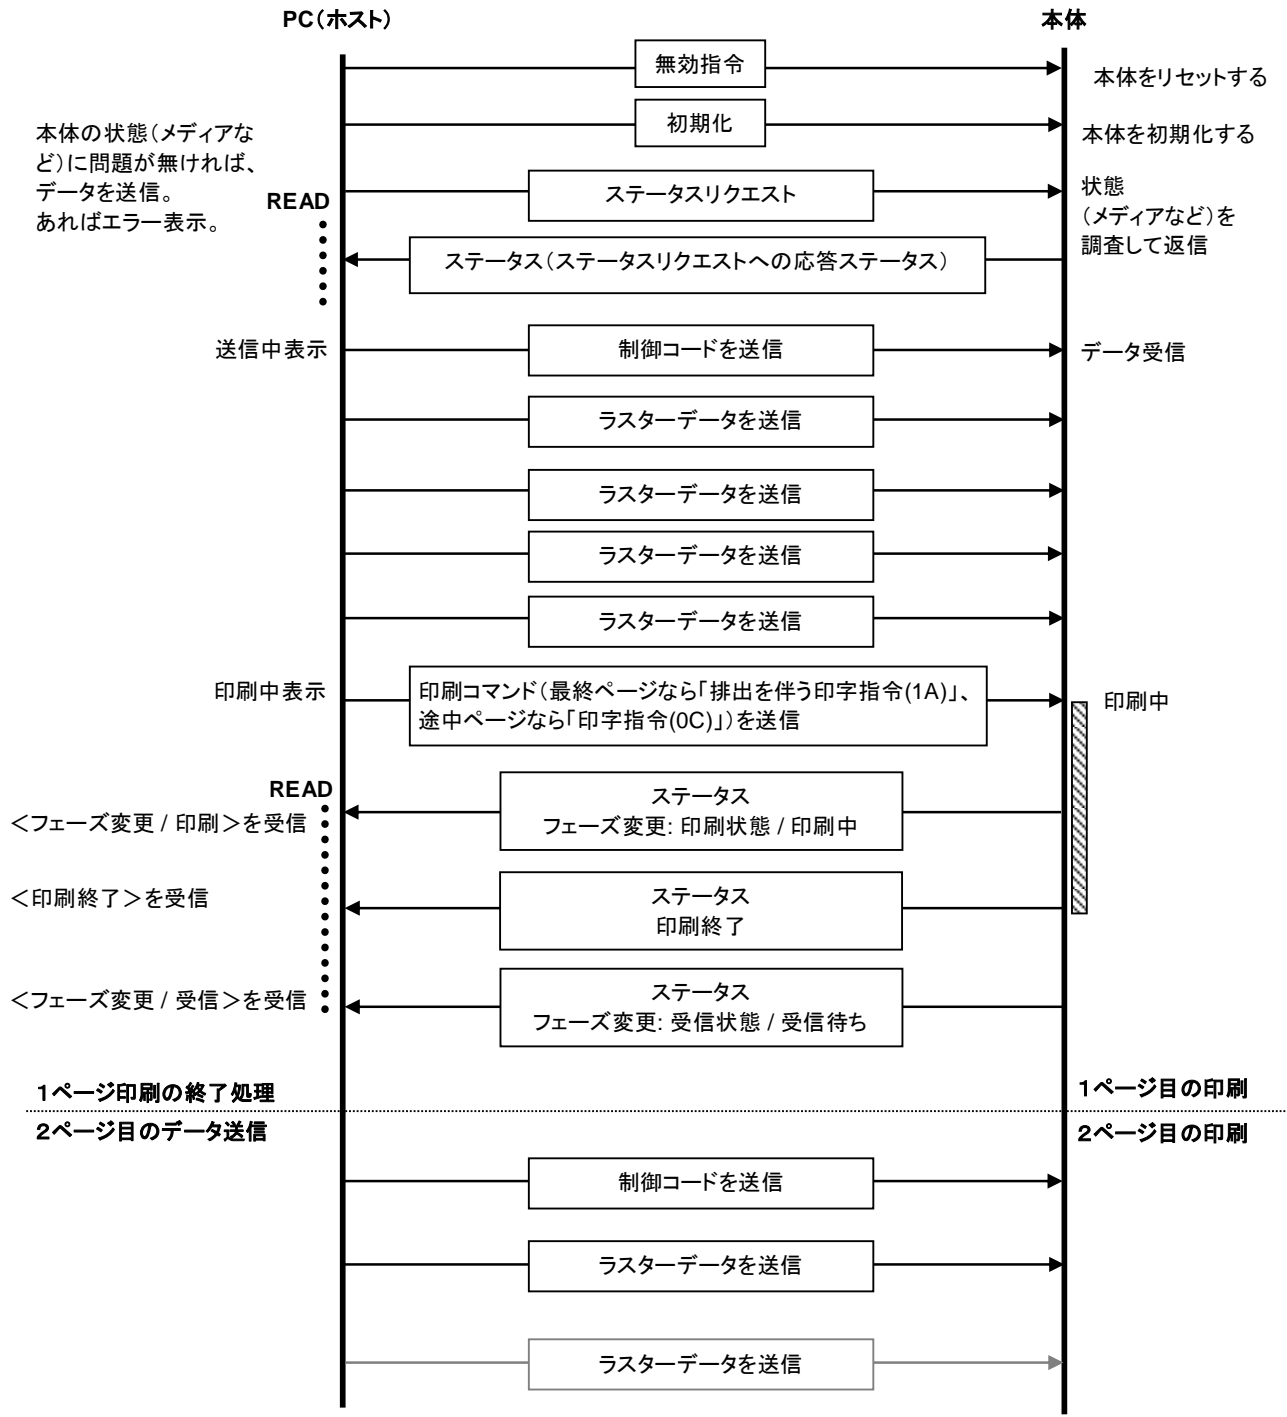 PC(ホスト)
本体
無効指令
本体をリセットする
初期化
本体を初期化する
本体の状態(メディアな
ど)に問題が無ければ、
データを送信。
あればエラー表示。
READ
ステータスリクエスト
状態
(メディアなど)を
調査して返信
ステータス(ステータスリクエストへの応答ステータス)
送信中表示
制御コードを送信
データ受信
ラスターデータを送信
ラスターデータを送信
ラスターデータを送信
ラスターデータを送信
印刷中表示
印刷コマンド(最終ページなら「排出を伴う印字指令(1A)」、
途中ページなら「印字指令(0C)」)を送信
印刷中
READ
ステータス
フェーズ変更: 印刷状態 / 印刷中
<フェーズ変更 / 印刷>を受信
<印刷終了>を受信
ステータス
印刷終了
<フェーズ変更 / 受信>を受信
ステータス
フェーズ変更: 受信状態 / 受信待ち
1ページ印刷の終了処理
1ページ目の印刷
2ページ目のデータ送信
2ページ目の印刷
制御コードを送信
ラスターデータを送信
ラスターデータを送信